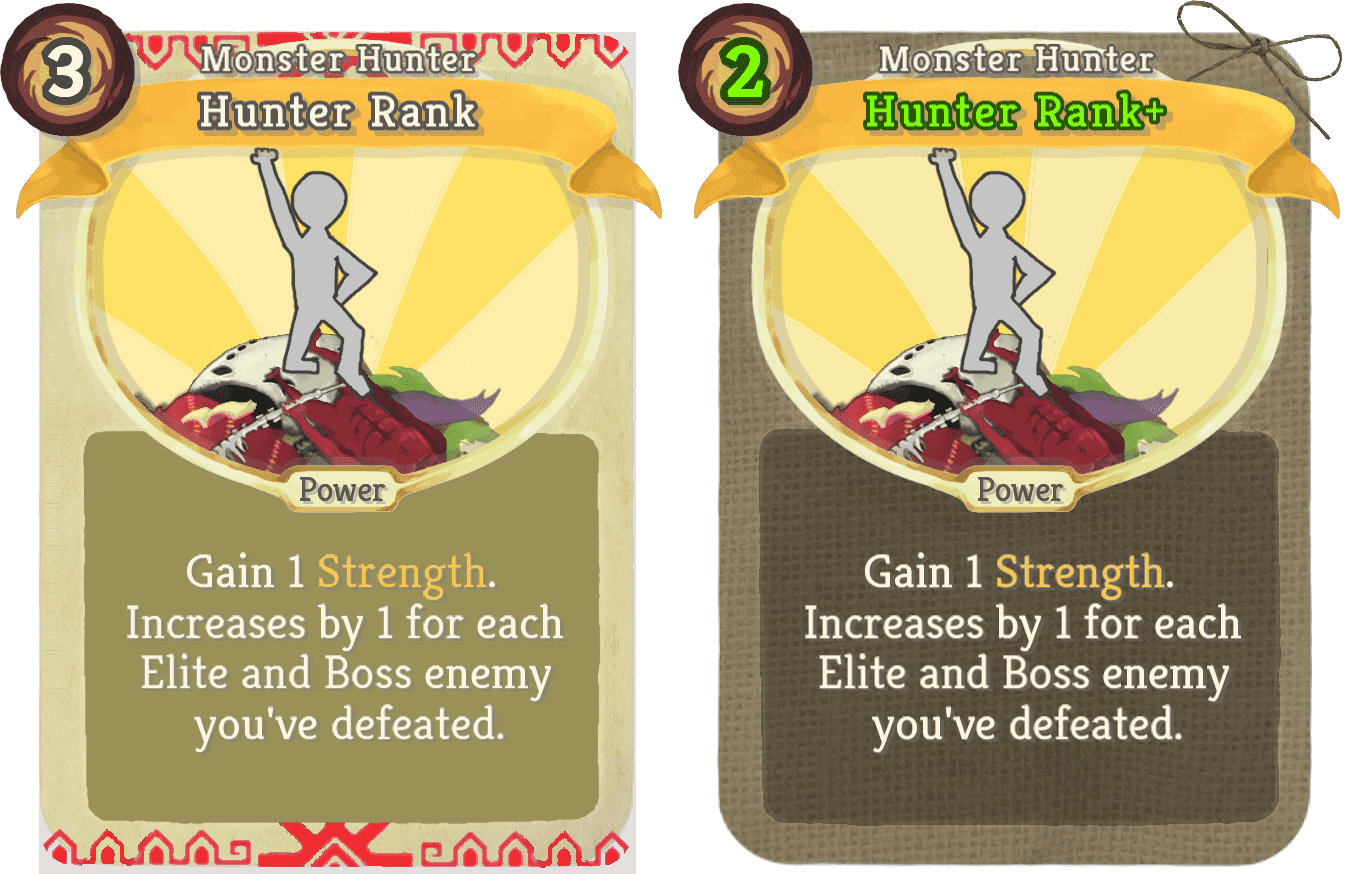 3
Monster Hunter
Hunter Rank
Power
Gain 1 Strength.
Increases by 1 for each
Elite and Boss enemy
you've defeated.
2
Monster Hunter
Hunter Rank+
Power
Gain 1 Strength.
Increases by 1 for each
Elite and Boss enemy
you've defeated.